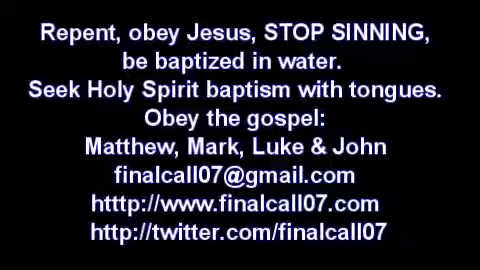 Repent, obey Jesus, STOP SINNING,
be baptized in water.
Seek Holy Spirit baptism with tongues.
Obey the gospel:
Matthew, Mark, Luke & John
finalcall07@gmail.com
htttp://www.finalcall07.com
http://twitter.com/finalcall07